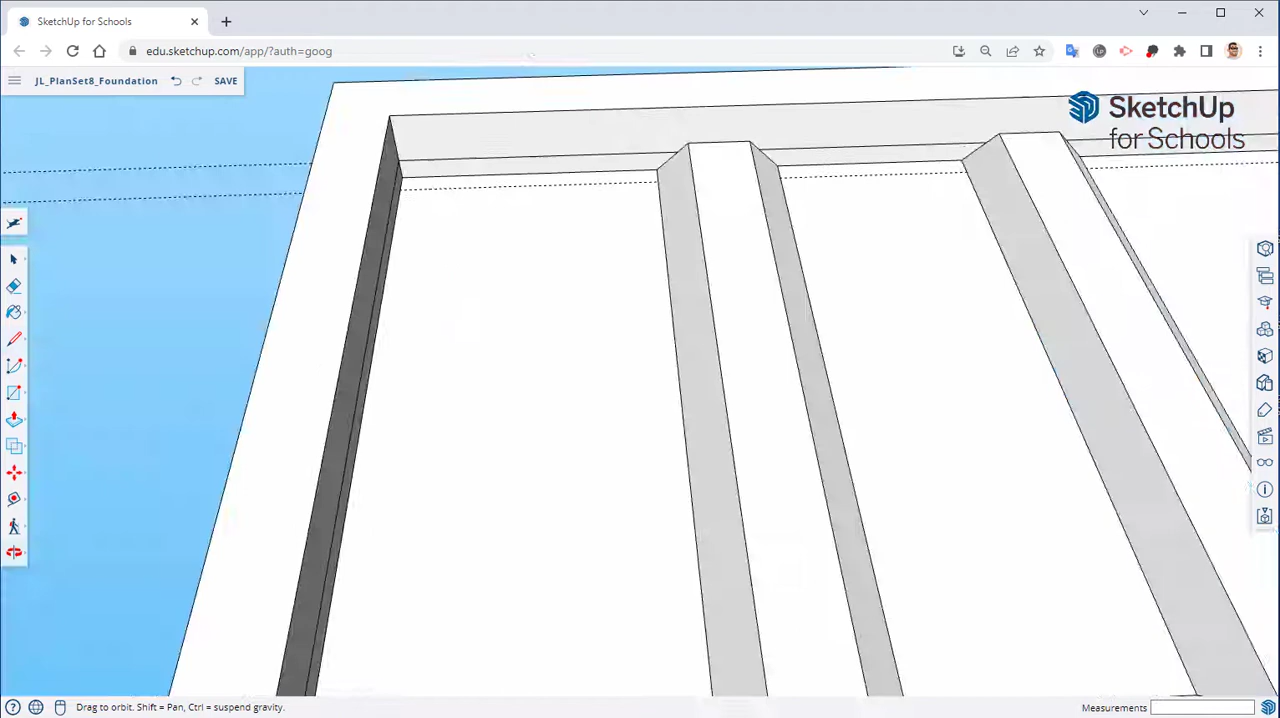 SketchUp for Schools
edu.sketchup.com/app/?auth=goog
JL_PlanSet8_Foundation
SAVE
SketchUp
for Schools
Drag to orbit. Shift = Pan, Ctrl = suspend gravity.
Measurements